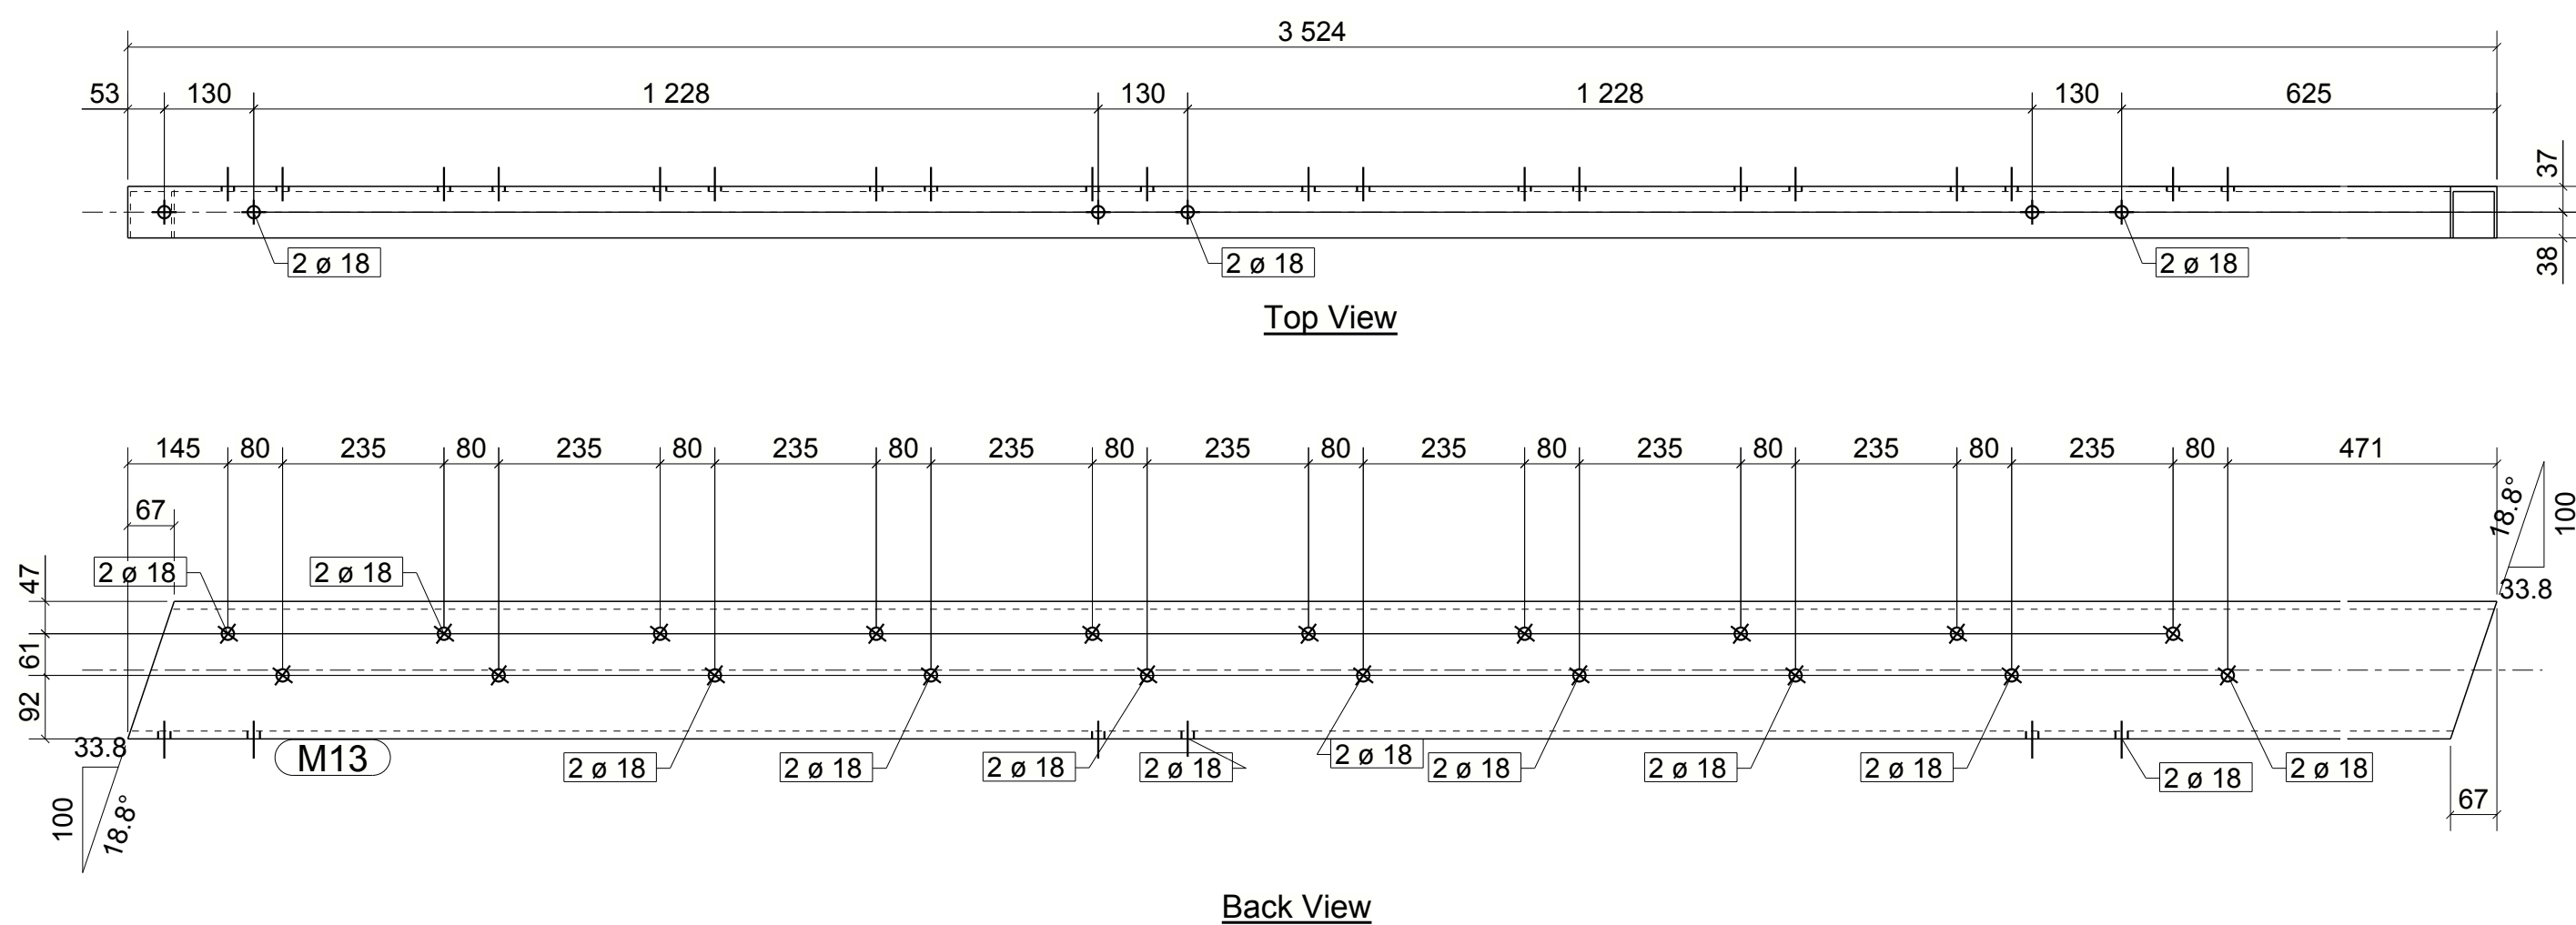 3 524
53 130 1 228 130 1 228 130 625
37
38
2 ø 18 2 ø 18 2 ø 18
Top View
145 80 235 80 235 80 235 80 235 80 235 80 235 80 235 80 235 80 235 80 471
67
18.8°
100
33.8
2 ø 18 2 ø 18
47
61
92
33.8
100
18.8°
M13
2 ø 18 2 ø 18 2 ø 18 2 ø 18 2 ø 18 2 ø 18 2 ø 18 2 ø 18 2 ø 18 2 ø 18
67
Back View